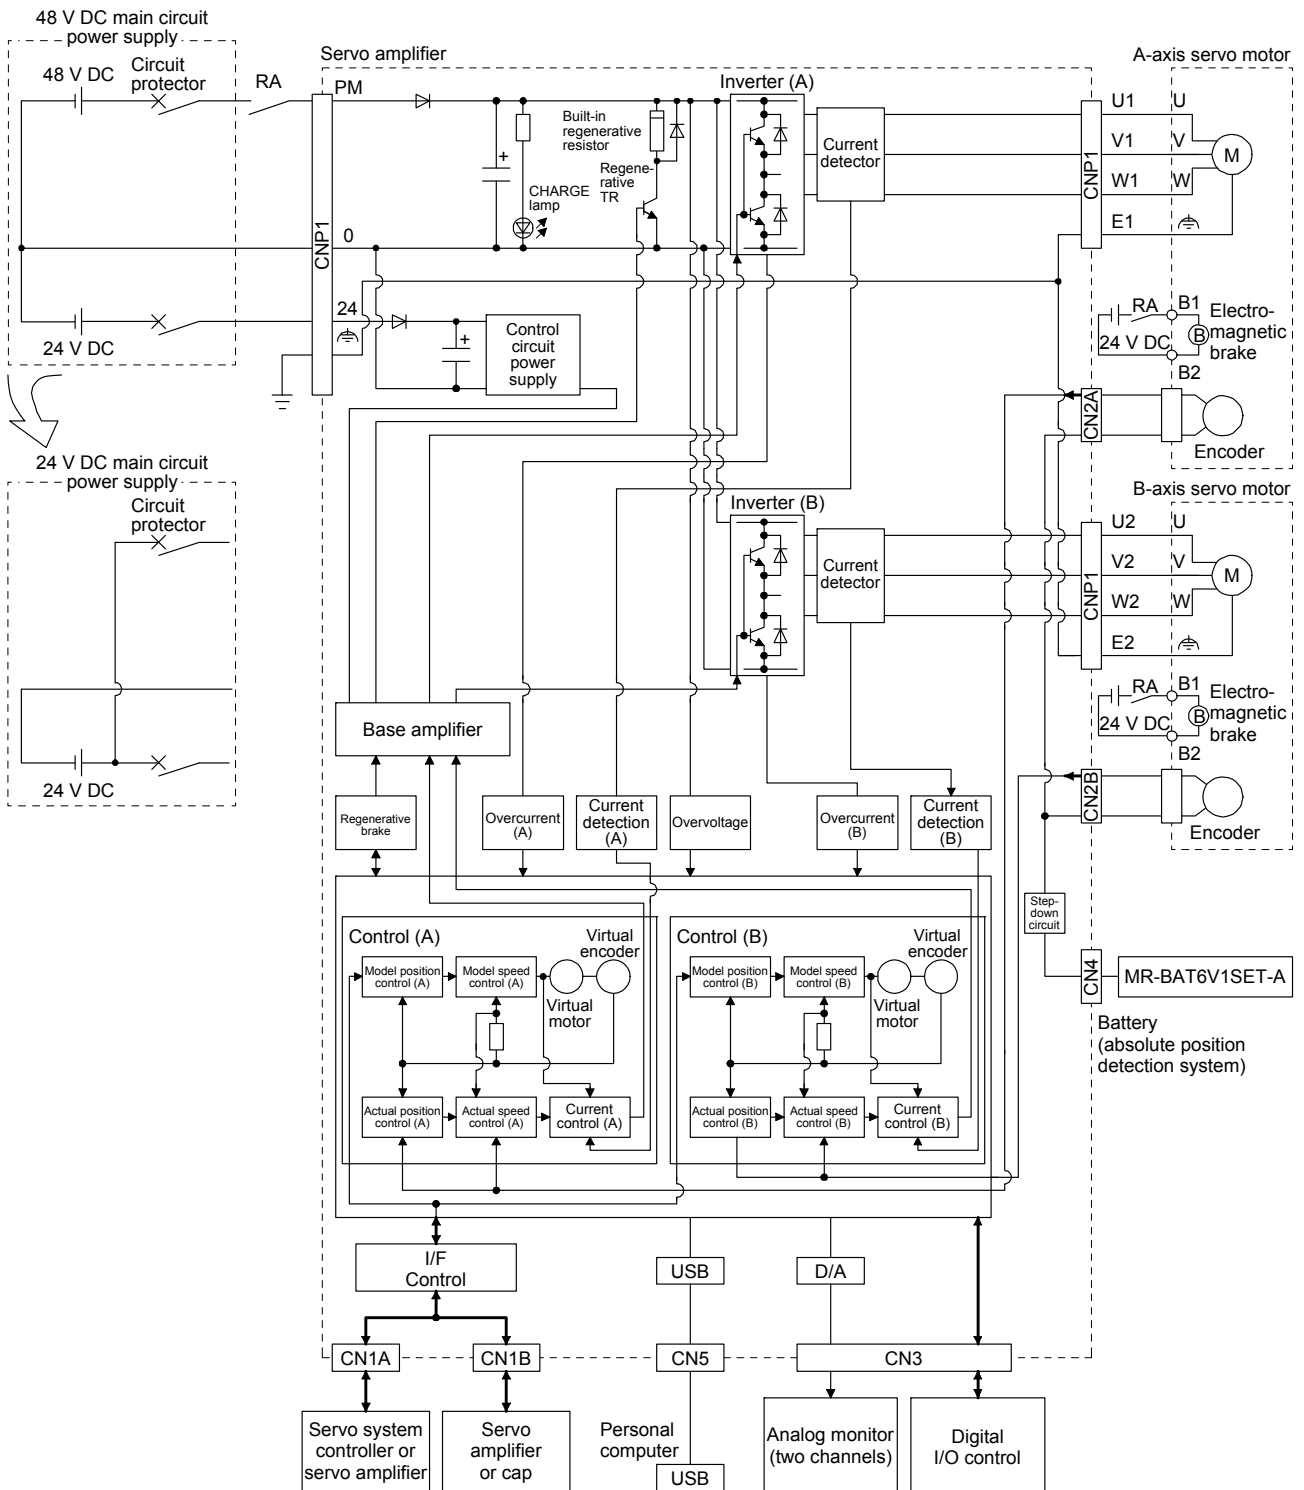 48 V DC main circuit
power supply
48 V DC
Circuit
protector
RA
Servo amplifier
PM
CNP1
0
24
24 V DC
Built-in
regenerative
resistor
Regene-
rative
TR
CHARGE
lamp
+
Inverter (A)
Current
detector
CNP1
U1
V1
W1
E1
A-axis servo motor
U
V
W
M
+
Control
circuit
power
supply
RA
24 V DC
B1
B
B2
Electro-
magnetic
brake
CN2A
Encoder
24 V DC main circuit
power supply
Circuit
protector
24 V DC
Inverter (B)
Current
detector
CNP1
U2
V2
W2
E2
B-axis servo motor
U
V
W
M
RA
24 V DC
B1
B
B2
Electro-
magnetic
brake
CN2B
Encoder
Base amplifier
Regenerative
brake
Overcurrent
(A)
Current
detection
(A)
Overvoltage
Overcurrent
(B)
Current
detection
(B)
Step-
down
circuit
CN4
MR-BAT6V1SET-A
Battery
(absolute position
detection system)
Control (A)
Virtual
encoder
Model position
control (A)
Model speed
control (A)
Virtual
motor
Actual position
control (A)
Actual speed
control (A)
Current
control (A)
Control (B)
Virtual
encoder
Model position
control (B)
Model speed
control (B)
Virtual
motor
Actual position
control (B)
Actual speed
control (B)
Current
control (B)
I/F
Control
USB
D/A
CN1A
CN1B
CN5
CN3
Servo system
controller or
servo amplifier
Servo
amplifier
or cap
Personal
computer
USB
Analog monitor
(two channels)
Digital
I/O control